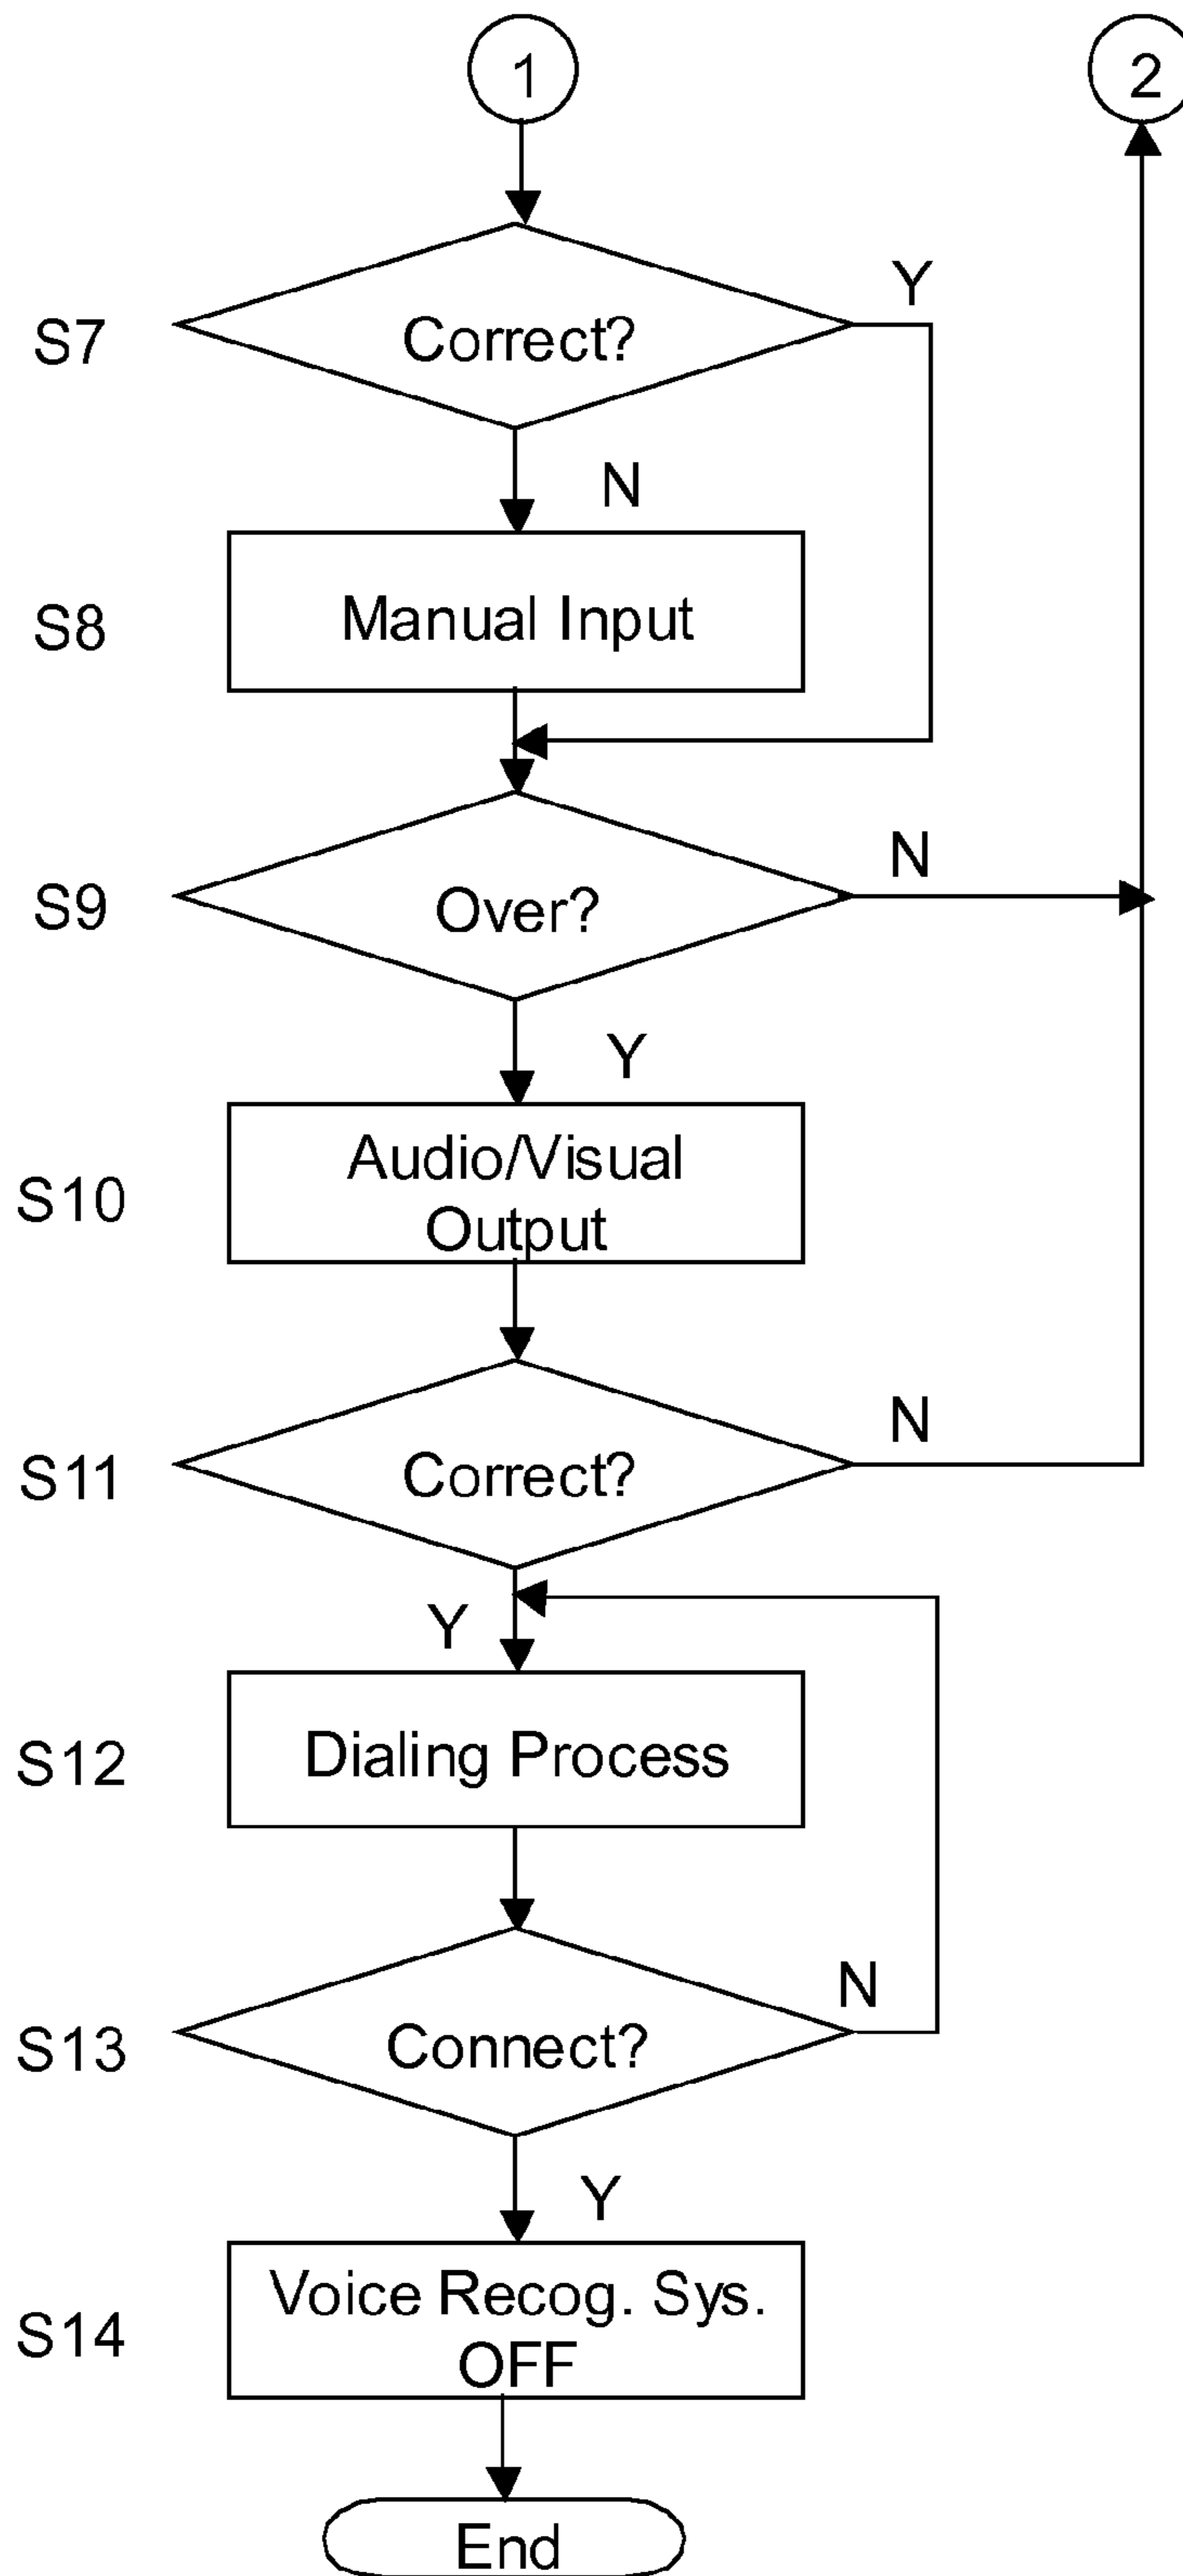 1
2
S7
Correct?
Y
N
S8
Manual Input
S9
Over?
N
Y
S10
Audio/Visual
Output
S11
Correct?
N
Y
S12
Dialing Process
S13
Connect?
N
Y
S14
Voice Recog. Sys.
OFF
End